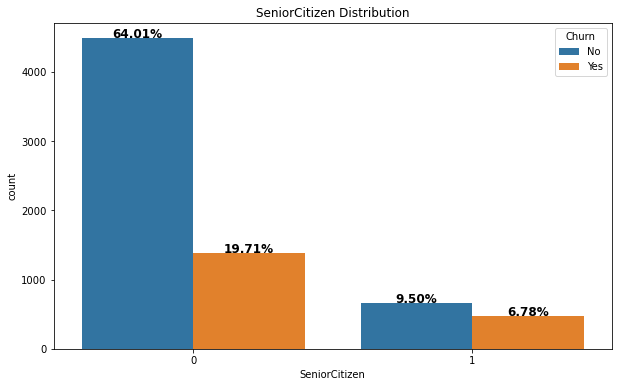 SeniorCitizen Distribution
64.01%
19.71%
9.50%
6.78%
Churn
No
Yes
count
4000
3000
2000
1000
0
0
1
SeniorCitizen